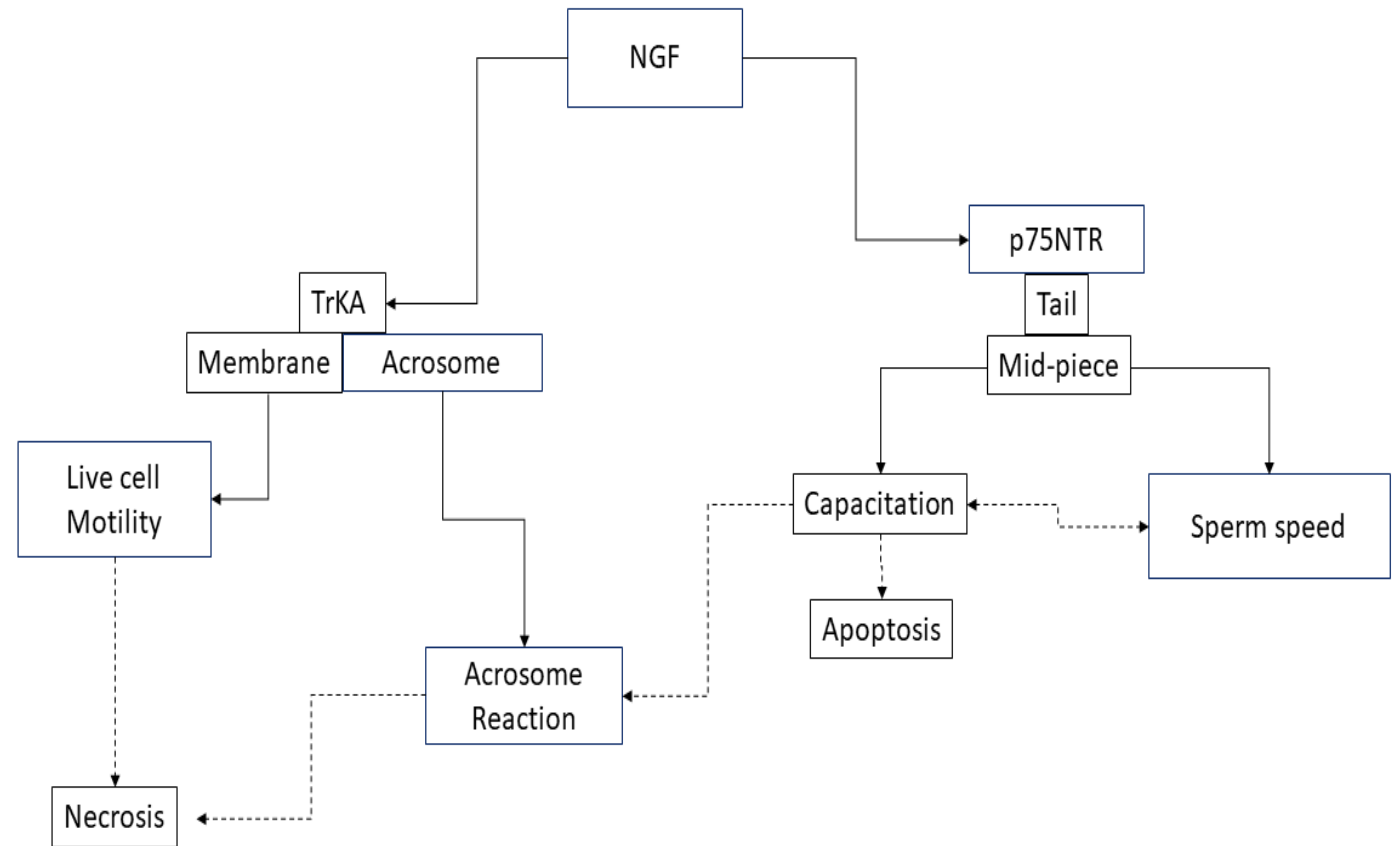 NGF
p75NTR
TrKA
Tail
Membrane
Acrosome
Mid-piece
Live cell
Motility
Capacitation
Sperm speed
Apoptosis
Acrosome
Reaction
Necrosis